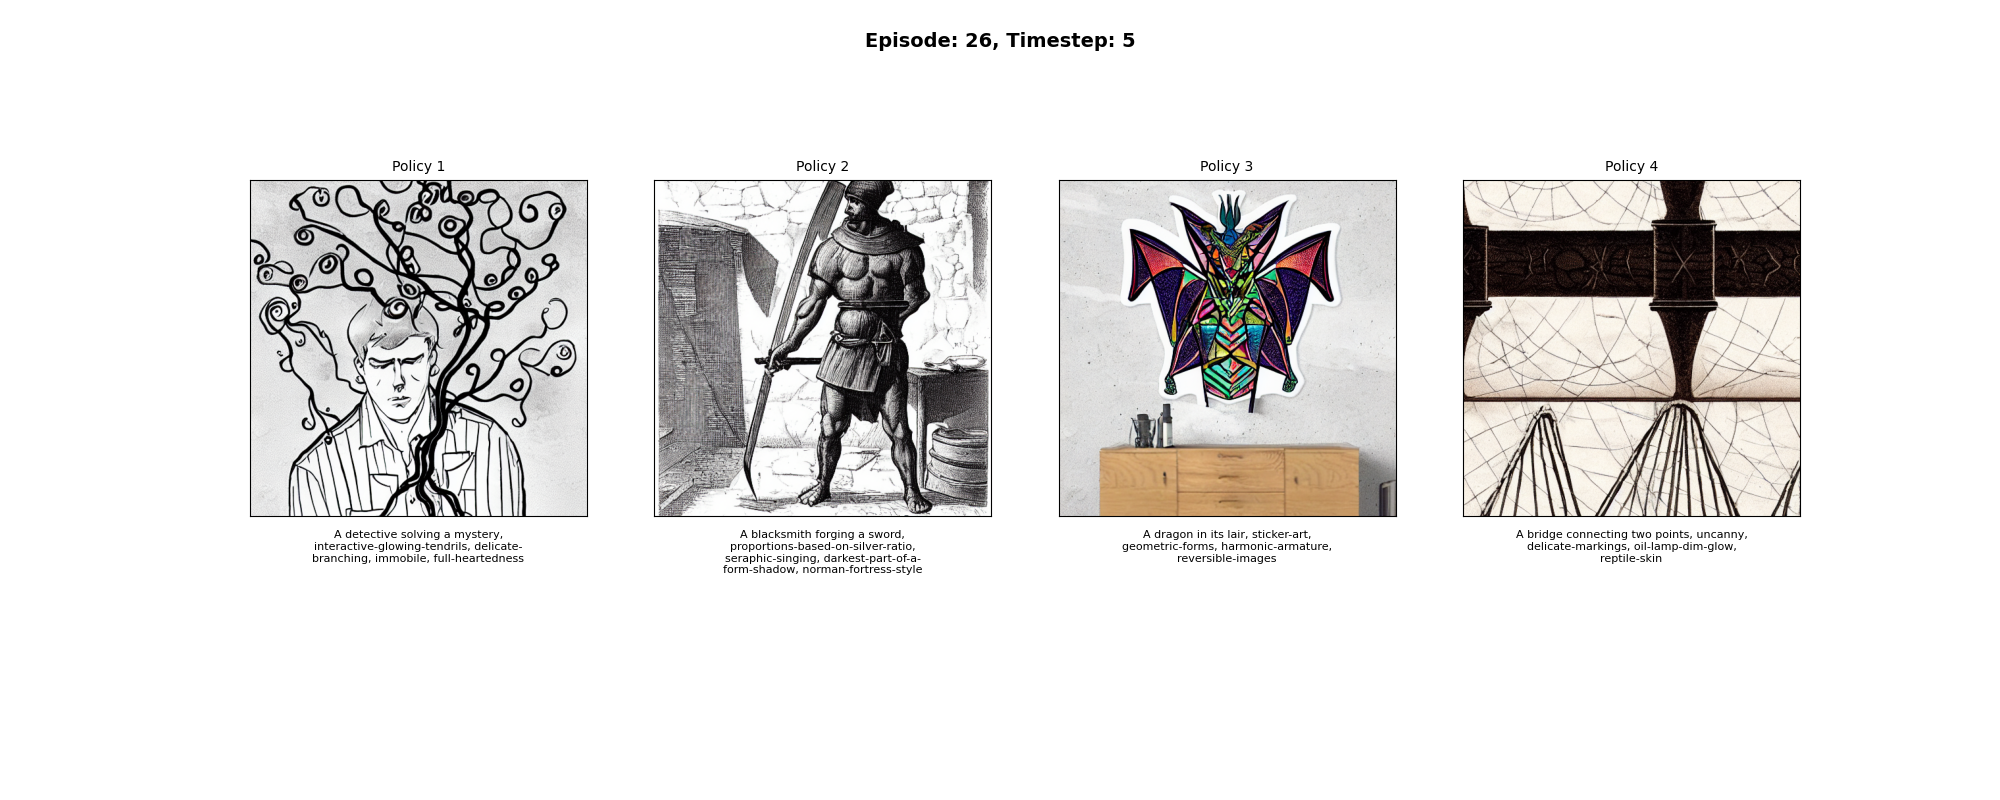 Episode: 26, Timestep: 5
Policy 1
A detective solving a mystery,
interactive-glowing-tendrils, delicate-
branching, immobile, full-heartedness
Policy 2
A blacksmith forging a sword,
proportions-based-on-silver-ratio,
seraphic-singing, darkest-part-of-a-
form-shadow, norman-fortress-style
Policy 3
A dragon in its lair, sticker-art,
geometric-forms, harmonic-armature,
reversible-images
Policy 4
A bridge connecting two points, uncanny,
delicate-markings, oil-lamp-dim-glow,
reptile-skin